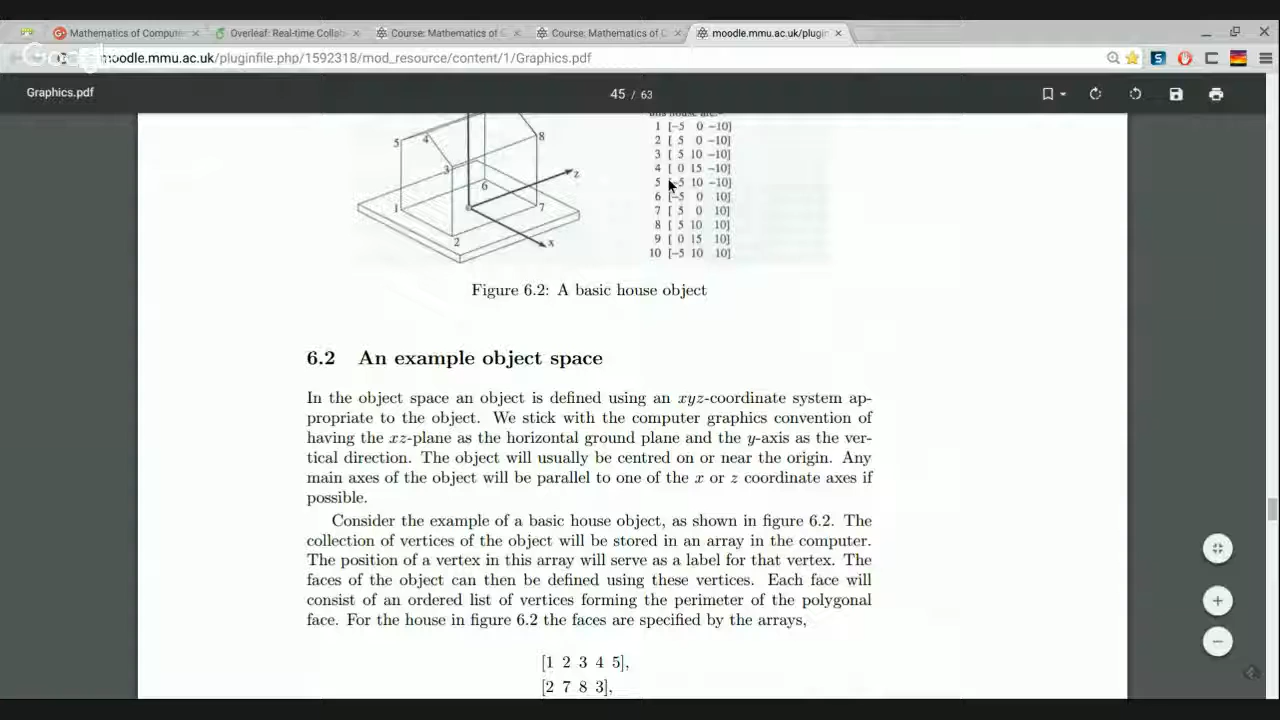 Mathematics of Compute
Overleaf: Real-time Collab
Course: Mathematics of C
Course: Mathematics of C
moodle.mmu.ac.uk/plugin
moodle.mmu.ac.uk/pluginfile.php/1592318/mod_resource/content/1/Graphics.pdf
Graphics.pdf
45 / 63
this house are:
1 [-5 0 -10]
2 [ 5 0 -10]
3 [ 5 10 -10]
4 [ 0 15 -10]
5 [-5 10 -10]
6 [-5 0 10]
7 [ 5 0 10]
8 [ 5 10 10]
9 [ 0 15 10]
10 [-5 10 10]
5
4
8
3
z
6
1
7
2
x
Figure 6.2: A basic house object
6.2 An example object space
In the object space an object is defined using an xyz-coordinate system ap-
propriate to the object. We stick with the computer graphics convention of
having the xz-plane as the horizontal ground plane and the y-axis as the ver-
tical direction. The object will usually be centred on or near the origin. Any
main axes of the object will be parallel to one of the x or z coordinate axes if
possible.
Consider the example of a basic house object, as shown in figure 6.2. The
collection of vertices of the object will be stored in an array in the computer.
The position of a vertex in this array will serve as a label for that vertex. The
faces of the object can then be defined using these vertices. Each face will
consist of an ordered list of vertices forming the perimeter of the polygonal
face. For the house in figure 6.2 the faces are specified by the arrays,
[1 2 3 4 5],
[2 7 8 3],